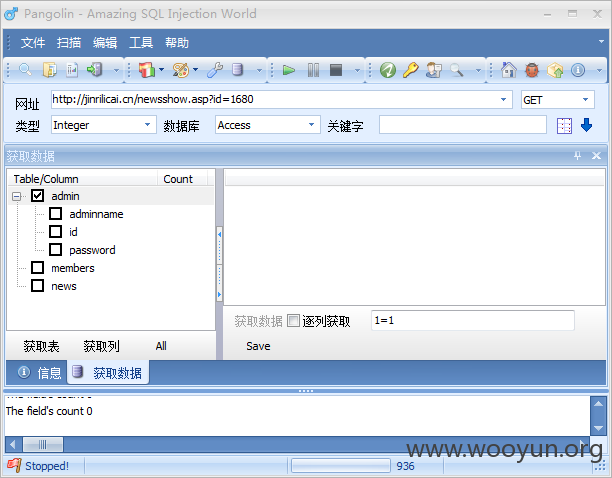 Pangolin - Amazing SQL Injection World
文件 扫描 编辑 工具 帮助
网址 http://jinrilicai.cn/newsshow.asp?id=1680 GET
类型 Integer 数据库 Access 关键字
获取数据
Table/Column Count
admin
adminname
id
password
members
news
获取数据 逐列获取 1=1
获取表 获取列 All Save
信息 获取数据
The field's count 0
The field's count 0
www.wooyun.org
Stopped! 936